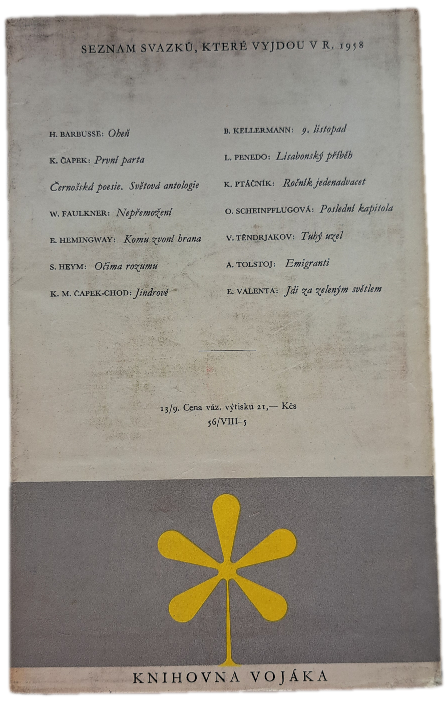 SEZNAM SVAZKŮ, KTERÉ VYJDOU V R. 1958
H. BARBUSSE: Oheň
K. ČAPEK: První parta
Černošská poesie. Světová antologie
W. FAULKNER: Nepřemožení
E. HEMINGWAY: Komu zvoní hrana
S. HEYM: Očima rozumu
K. M. ČAPEK-CHOD: Jindrové
B. KELLERMANN: 9. listopad
L. PENEDO: Lisabonský příběh
K. PTÁČNÍK: Ročník jedenadvacet
O. SCHEINPFLUGOVÁ: Poslední kapitola
V. TĚNDRJAKOV: Tuhý uzel
A. TOLSTOJ: Emigranti
E. VALENTA: Jdi za zeleným světlem
13/9. Cena váz. výtisku 21,— Kčs
56/VIII-5
KNIHOVNA VOJÁKA